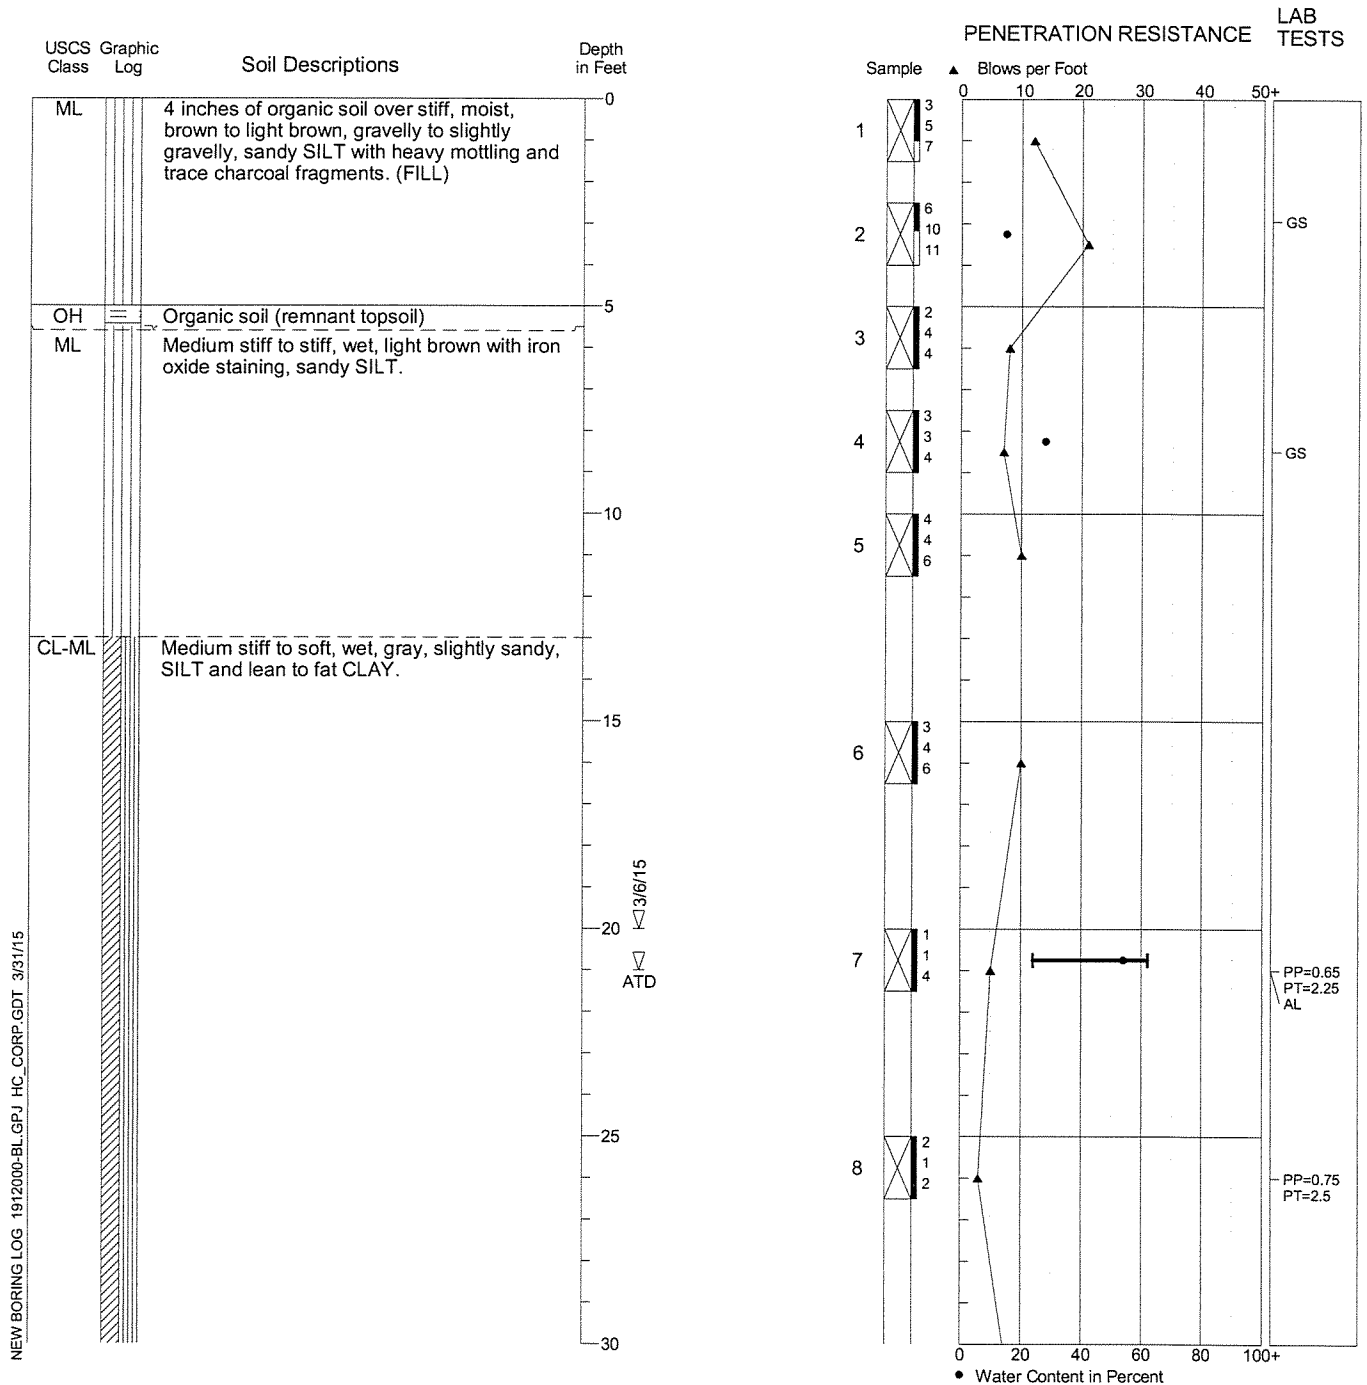 LAB
TESTS
PENETRATION RESISTANCE
USCS Graphic
Class Log
Soil Descriptions
Depth
in Feet
Sample ▲ Blows per Foot
0 10 20 30 40 50+
ML
4 inches of organic soil over stiff, moist,
brown to light brown, gravelly to slightly
gravelly, sandy SILT with heavy mottling and
trace charcoal fragments. (FILL)
OH
Organic soil (remnant topsoil)
ML
Medium stiff to stiff, wet, light brown with iron
oxide staining, sandy SILT.
CL-ML
Medium stiff to soft, wet, gray, slightly sandy,
SILT and lean to fat CLAY.
0
5
10
15
20
25
30
3/6/15
ATD
1
3
5
7
2
6
10
11
GS
3
2
4
4
4
3
3
4
GS
5
4
4
6
6
3
4
6
7
1
1
4
PP=0.65
PT=2.25
AL
8
2
1
2
PP=0.75
PT=2.5
0 20 40 60 80 100+
● Water Content in Percent
NEW BORING LOG 1912000-BL.GPJ HC_CORP.GDT 3/31/15